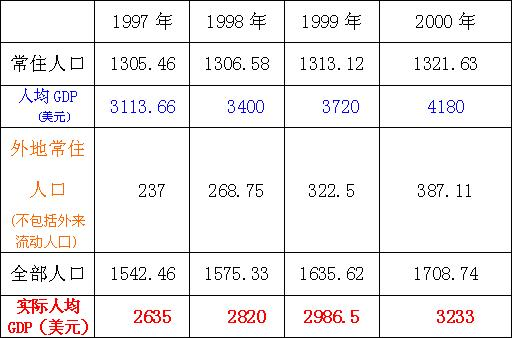 1997 年 1998 年 1999 年 2000 年
常住人口 1305.46 1306.58 1313.12 1321.63
人均 GDP 3113.66 3400 3720 4180
(美元)
外地常住
人口 237 268.75 322.5 387.11
(不包括外来
流动人口)
全部人口 1542.46 1575.33 1635.62 1708.74
实际人均
GDP（美元） 2635 2820 2986.5 3233